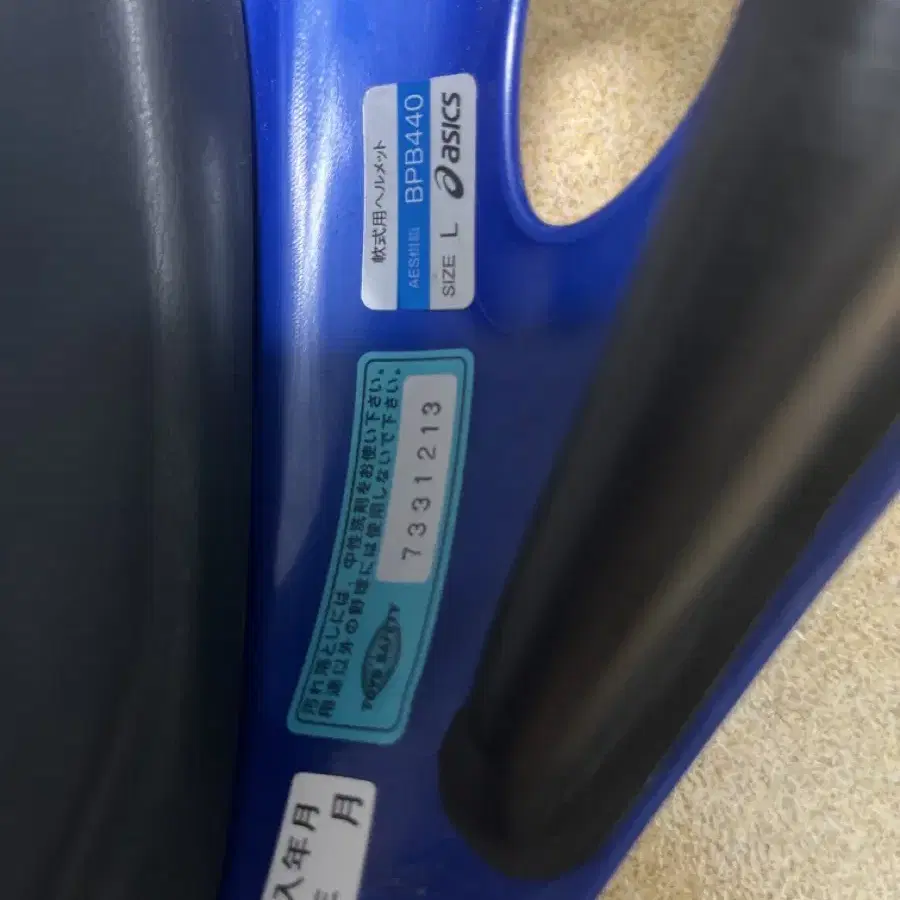 軟式用ヘルメット
AES樹脂 BPB440
SIZE L asics
汚れ落としには、中性洗剤をお使い下さい。
用途以外の野球には使用しないで下さい。
TOYO SAFETY
7331213
入年月
月